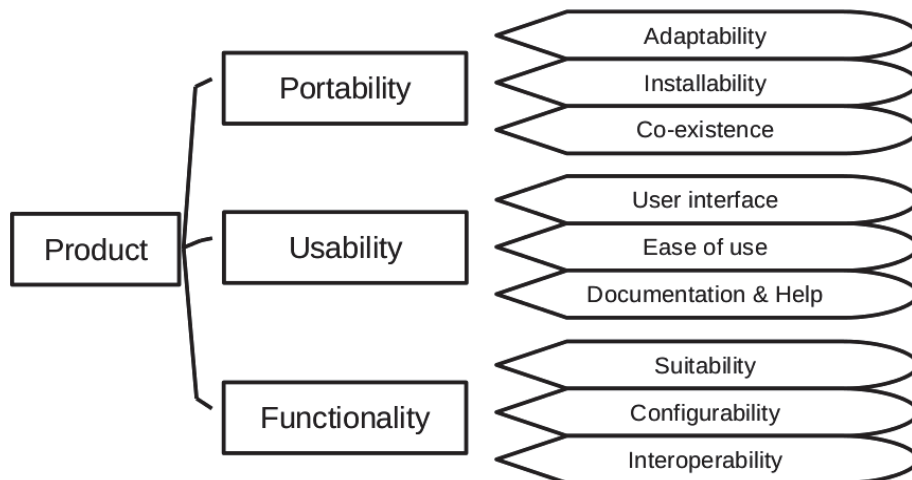 Product
Portability
Adaptability
Installability
Co-existence
Usability
User interface
Ease of use
Documentation & Help
Functionality
Suitability
Configurability
Interoperability